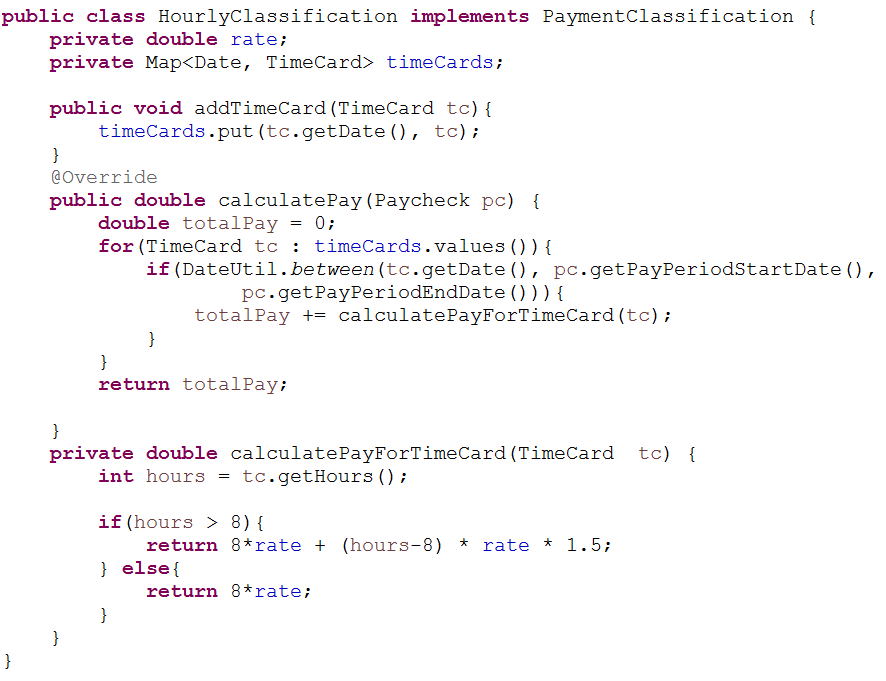 public class HourlyClassification implements PaymentClassification {
    private double rate;
    private Map<Date, TimeCard> timeCards;

    public void addTimeCard(TimeCard tc){
        timeCards.put(tc.getDate(), tc);
    }
    @Override
    public double calculatePay(Paycheck pc) {
        double totalPay = 0;
        for(TimeCard tc : timeCards.values()){
            if(DateUtil.between(tc.getDate(), pc.getPayPeriodStartDate(),
                    pc.getPayPeriodEndDate())){
                totalPay += calculatePayForTimeCard(tc);
            }
        }
        return totalPay;

    }
    private double calculatePayForTimeCard(TimeCard  tc) {
        int hours = tc.getHours();

        if(hours > 8){
            return 8*rate + (hours-8) * rate * 1.5;
        } else{
            return 8*rate;
        }
    }
}